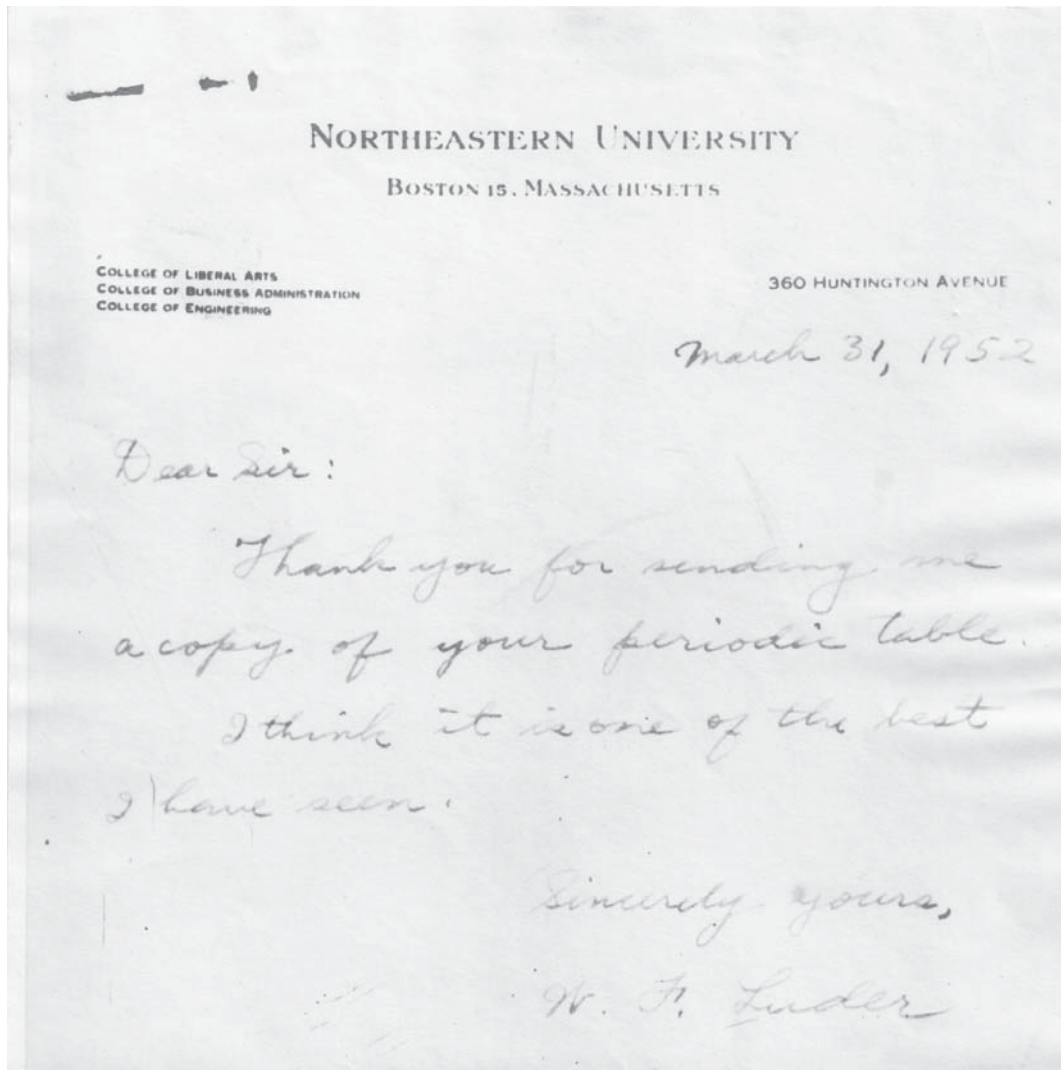 NORTHEASTERN UNIVERSITY
BOSTON 15, MASSACHUSETTS
COLLEGE OF LIBERAL ARTS
COLLEGE OF BUSINESS ADMINISTRATION
COLLEGE OF ENGINEERING
360 HUNTINGTON AVENUE
March 31, 1952
Dear Sir:
Thank you for sending me
a copy of your periodic table.
I think it is one of the best
I have seen.
Sincerely yours,
W. F. Luder